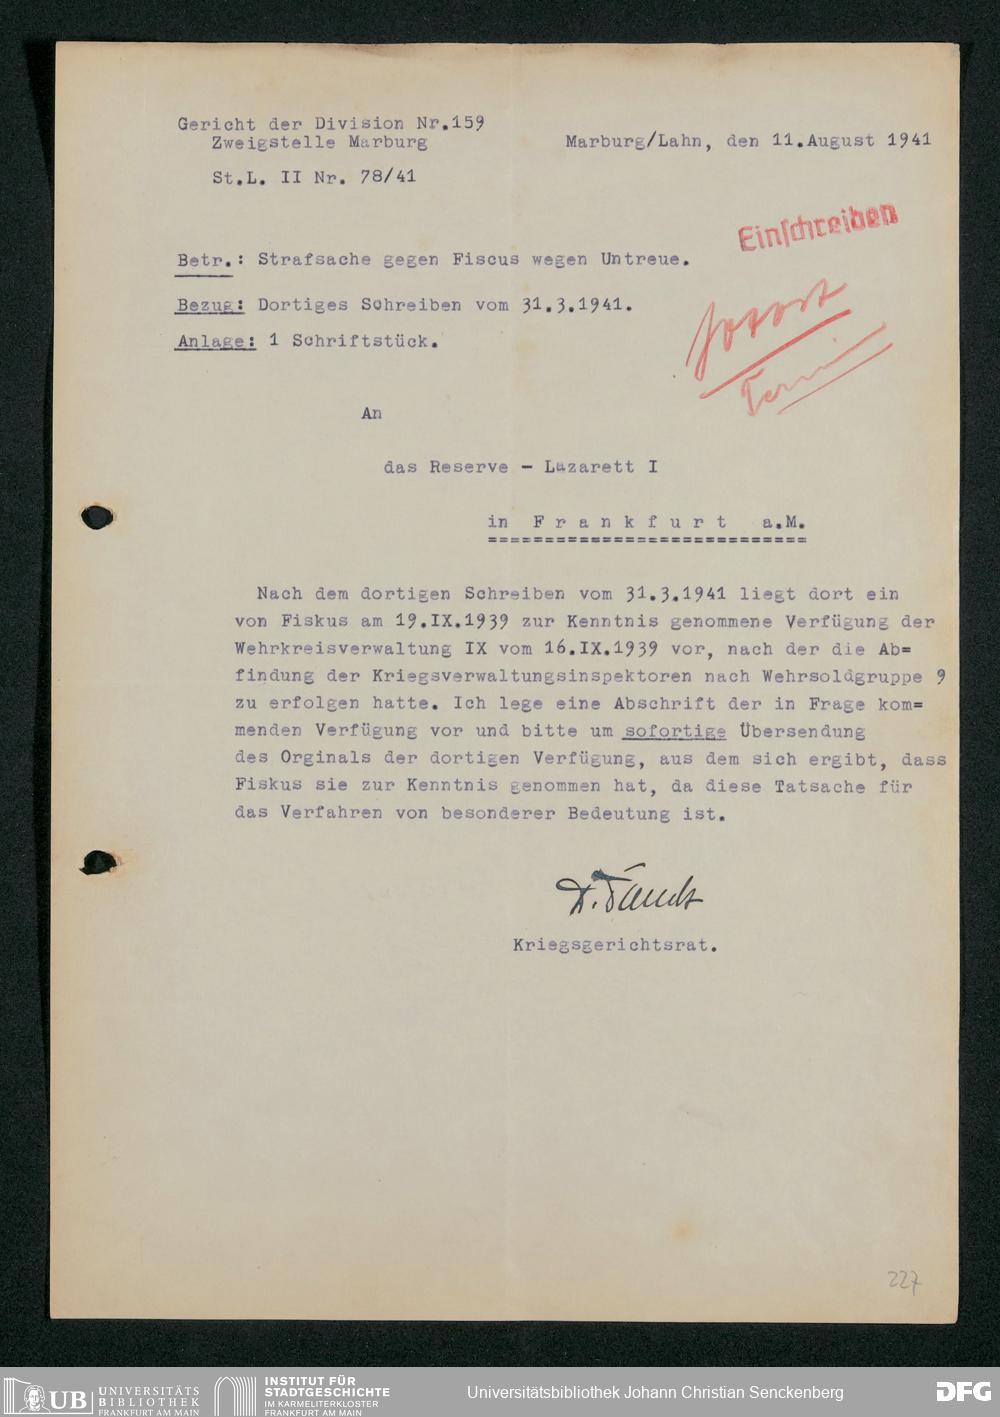 Gericht der Division Nr.159
Zweigstelle Marburg
Marburg/Lahn, den 11.August 1941
St.L. II Nr. 78/41
Einschreiben
Betr.: Strafsache gegen Fiscus wegen Untreue.
Bezug: Dortiges Schreiben vom 31.3.1941.
Anlage: 1 Schriftstück.
sofort
Termin
An
das Reserve - Lazarett I
in F r a n k f u r t a.M.
============================
Nach dem dortigen Schreiben vom 31.3.1941 liegt dort ein
von Fiskus am 19.IX.1939 zur Kenntnis genommene Verfügung der
Wehrkreisverwaltung IX vom 16.IX.1939 vor, nach der die Ab=
findung der Kriegsverwaltungsinspektoren nach Wehrsoldgruppe 9
zu erfolgen hatte. Ich lege eine Abschrift der in Frage kom=
menden Verfügung vor und bitte um sofortige Übersendung
des Orginals der dortigen Verfügung, aus dem sich ergibt, dass
Fiskus sie zur Kenntnis genommen hat, da diese Tatsache für
das Verfahren von besonderer Bedeutung ist.
Kriegsgerichtsrat.
227
UB UNIVERSITÄTS
BIBLIOTHEK
FRANKFURT AM MAIN
INSTITUT FÜR
STADTGESCHICHTE
IM KARMELITERKLOSTER
FRANKFURT AM MAIN
Universitätsbibliothek Johann Christian Senckenberg
DFG